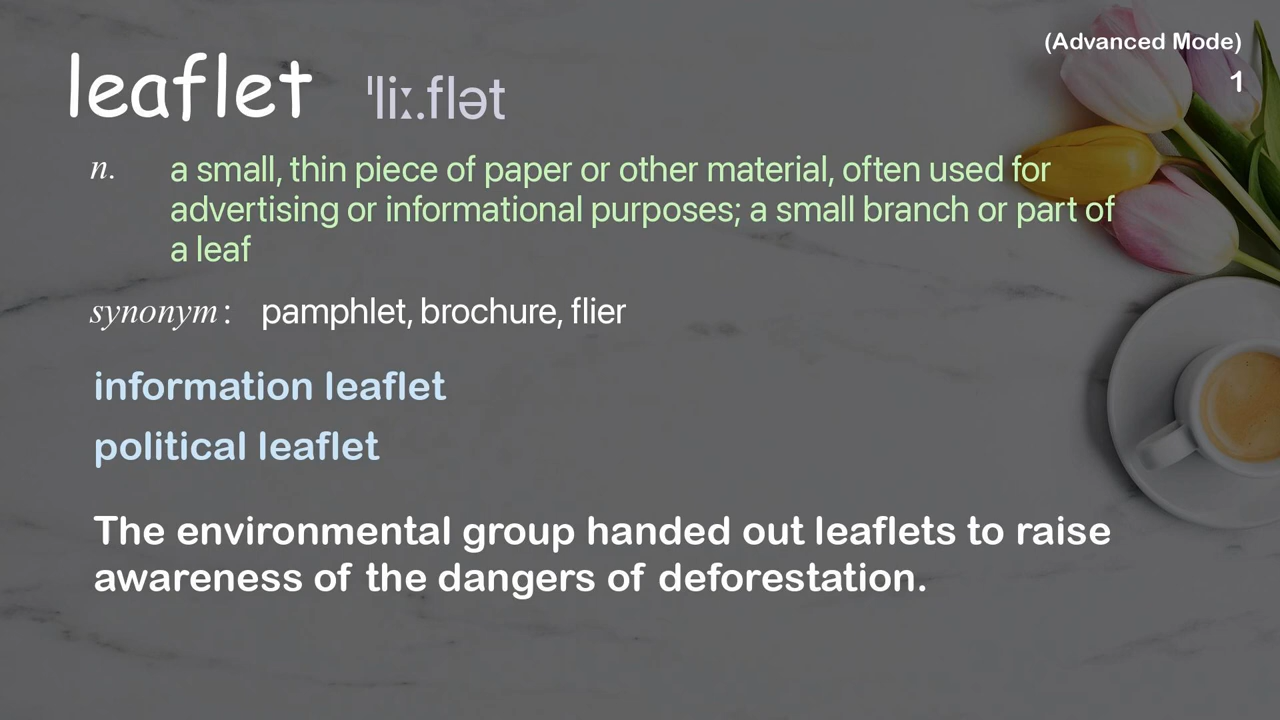 (Advanced Mode)
1
leaflet ˈliː.flət
n. a small, thin piece of paper or other material, often used for
advertising or informational purposes; a small branch or part of
a leaf
synonym : pamphlet, brochure, flier
information leaflet
political leaflet
The environmental group handed out leaflets to raise
awareness of the dangers of deforestation.